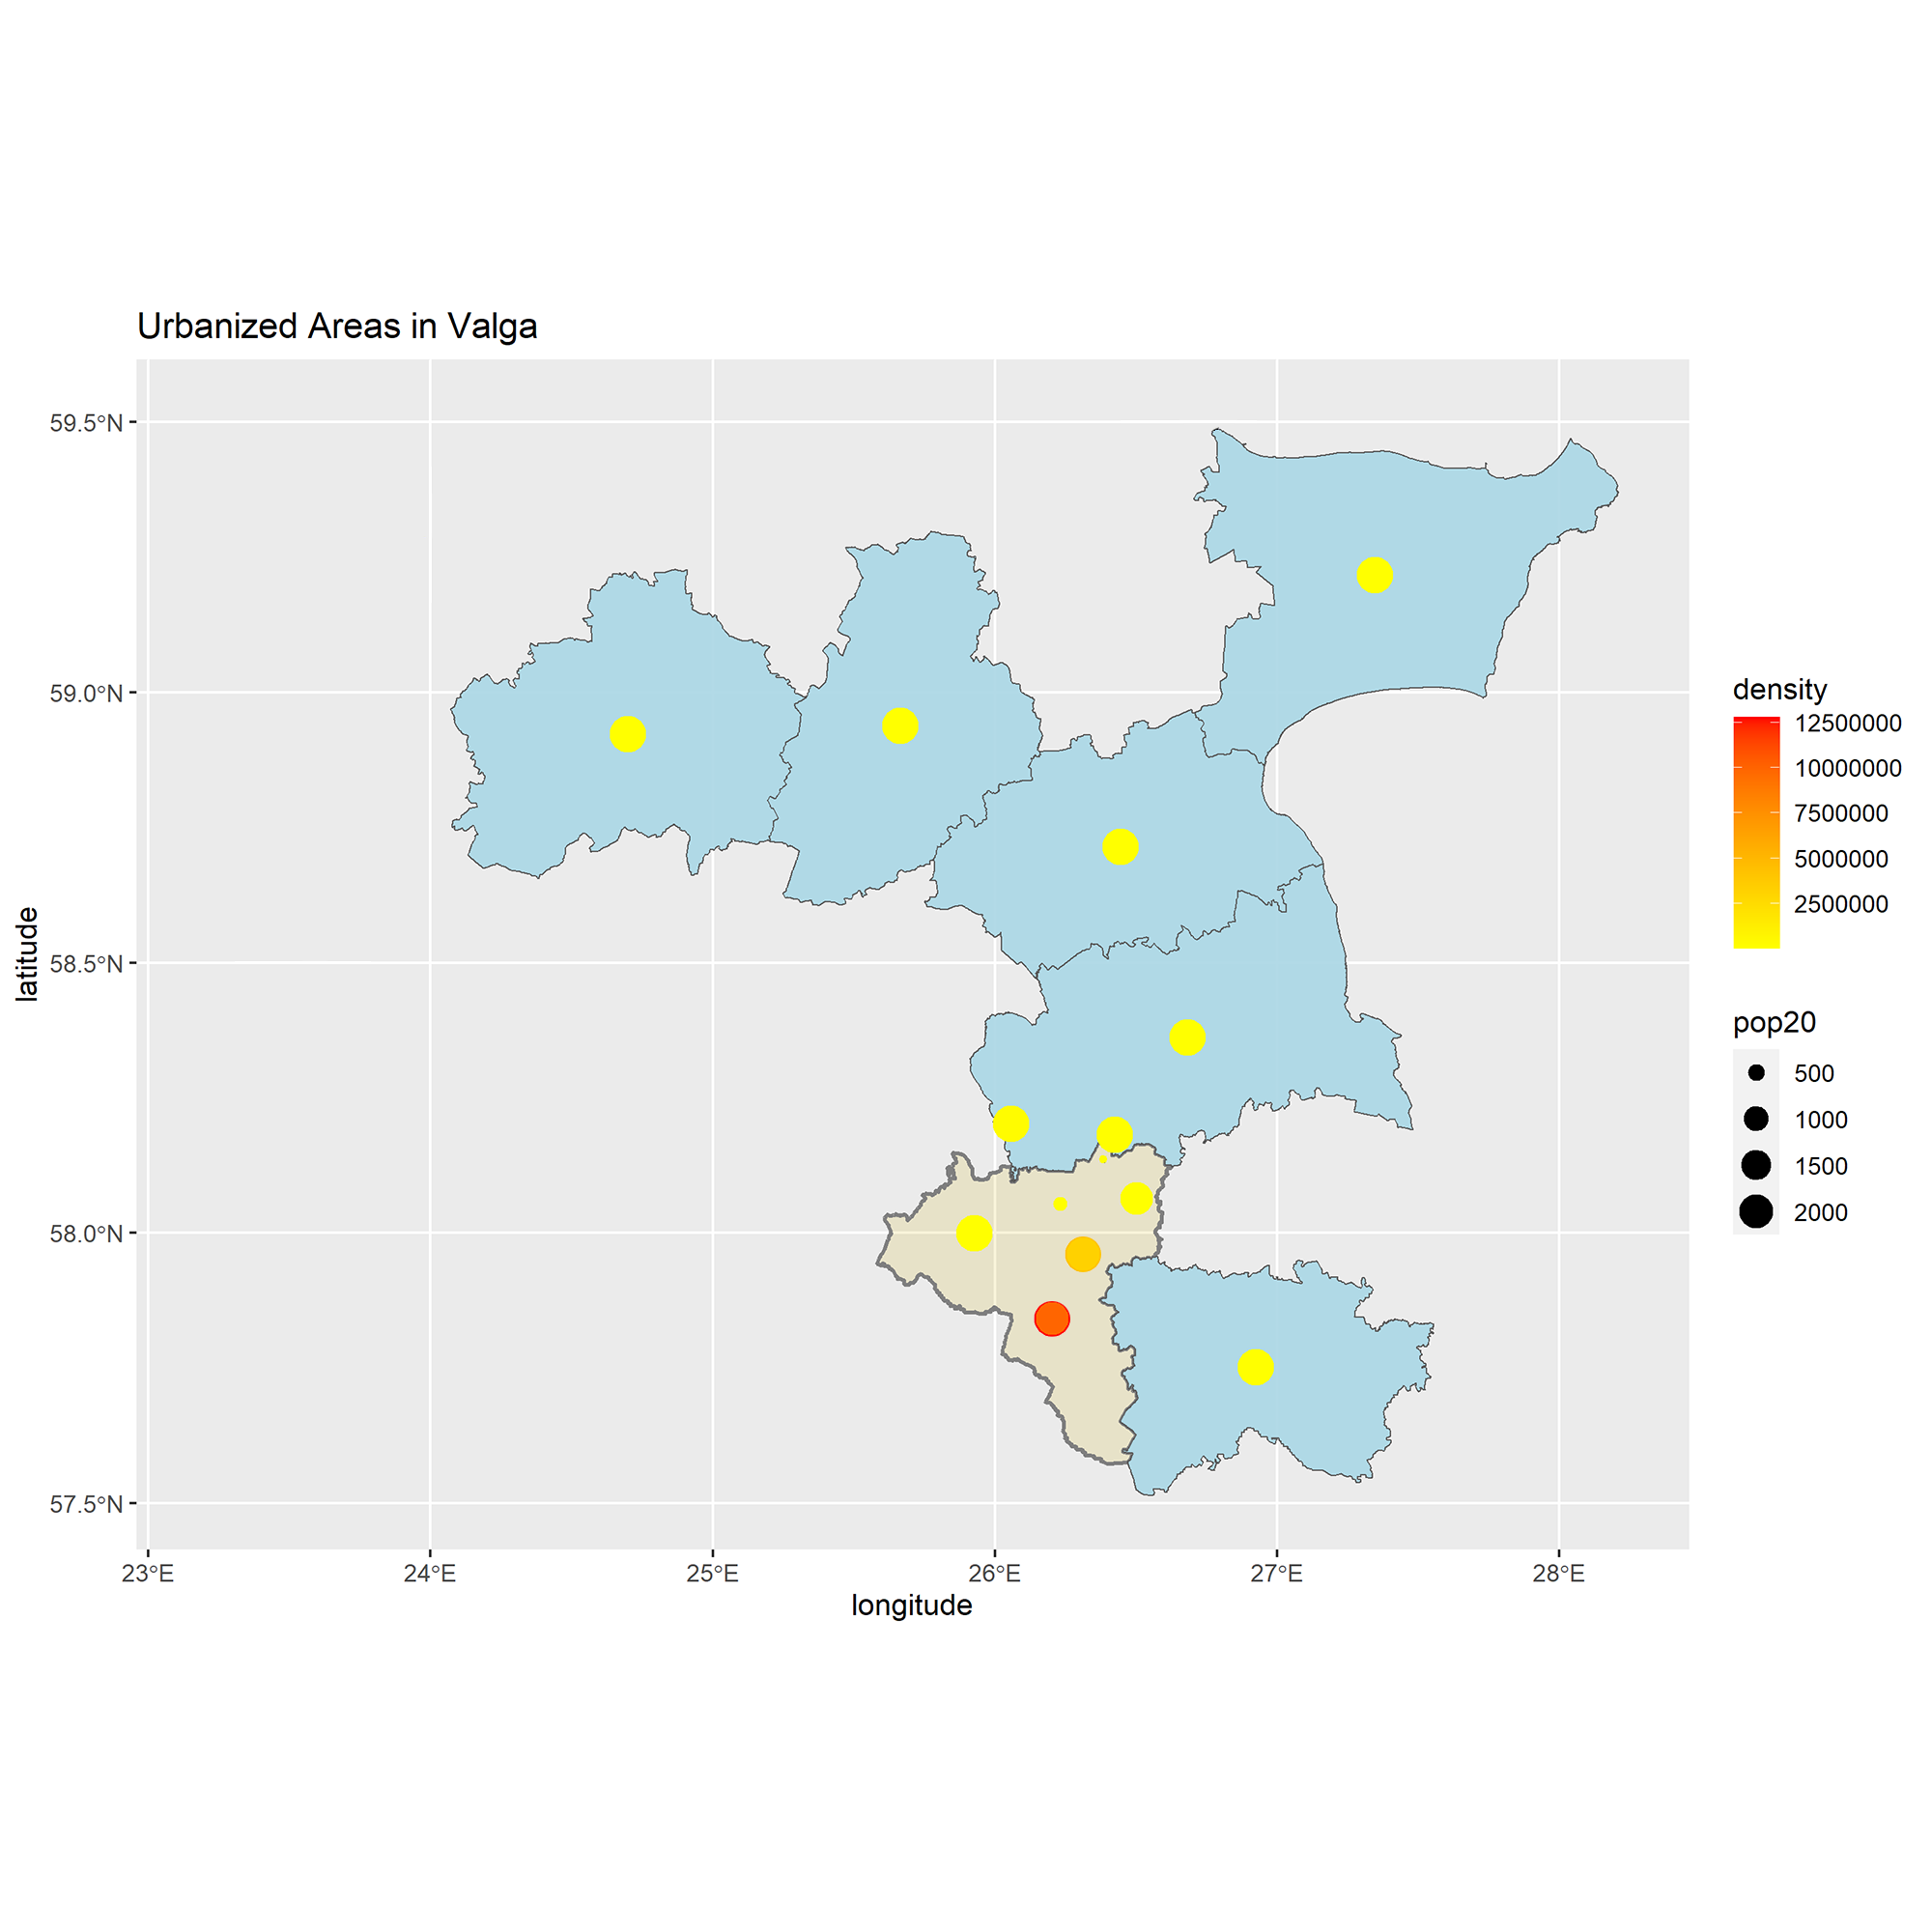 Urbanized Areas in Valga
59.5°N
59.0°N
58.5°N
58.0°N
57.5°N
latitude
23°E
24°E
25°E
26°E
27°E
28°E
longitude
density
12500000
10000000
7500000
5000000
2500000
pop20
500
1000
1500
2000